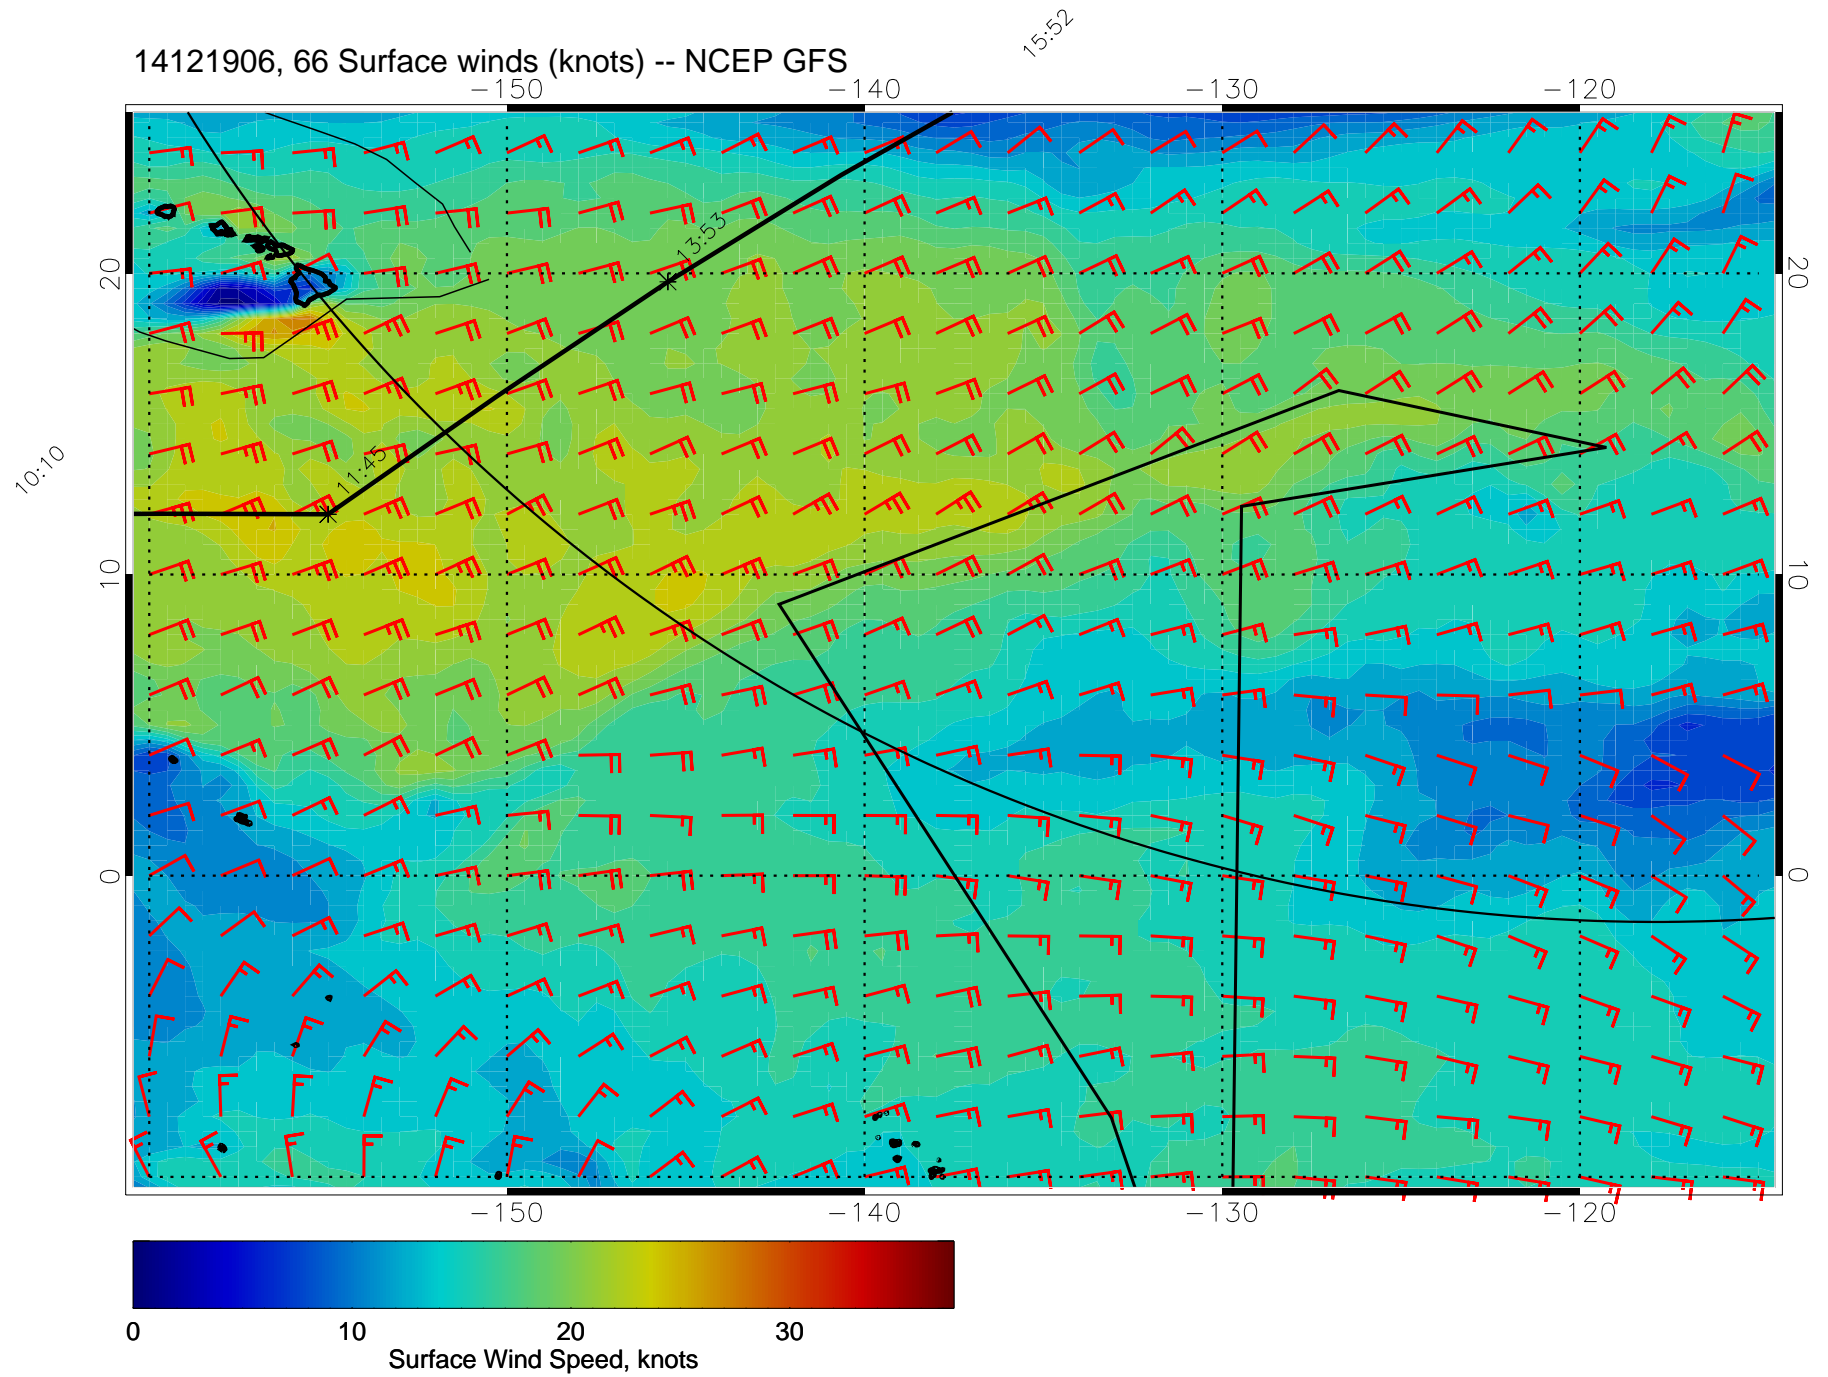 15:52
14121906, 66 Surface winds (knots) -- NCEP GFS
-150 -140 -130 -120
13:53
20 20
10:10
11:45
10 10
0 0
-150 -140 -130 -120
0 10 20 30
Surface Wind Speed, knots